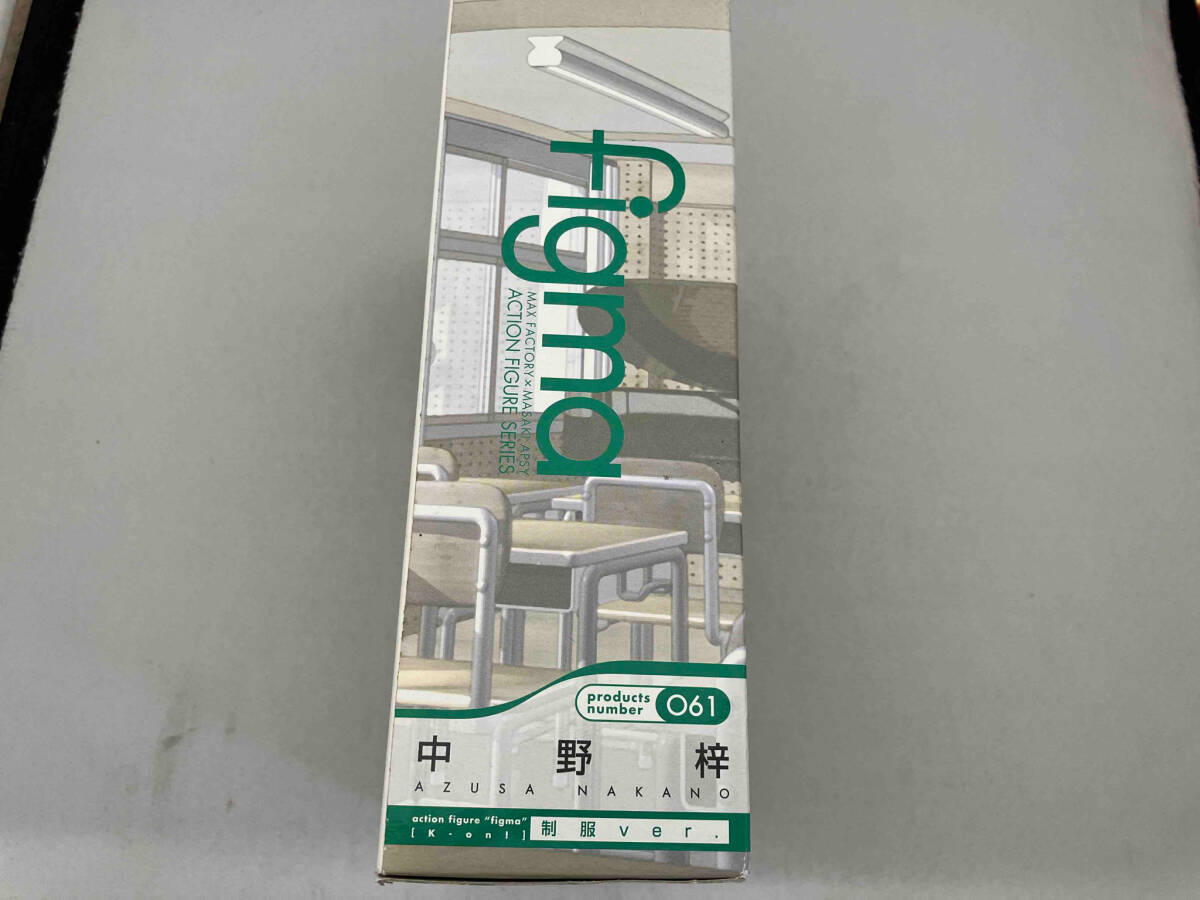 figma
MAX FACTORY × MASAKI APSY
ACTION FIGURE SERIES
products
number
061
中野梓
AZUSA NAKANO
action figure "figma"
[K-on!]
制服ver.